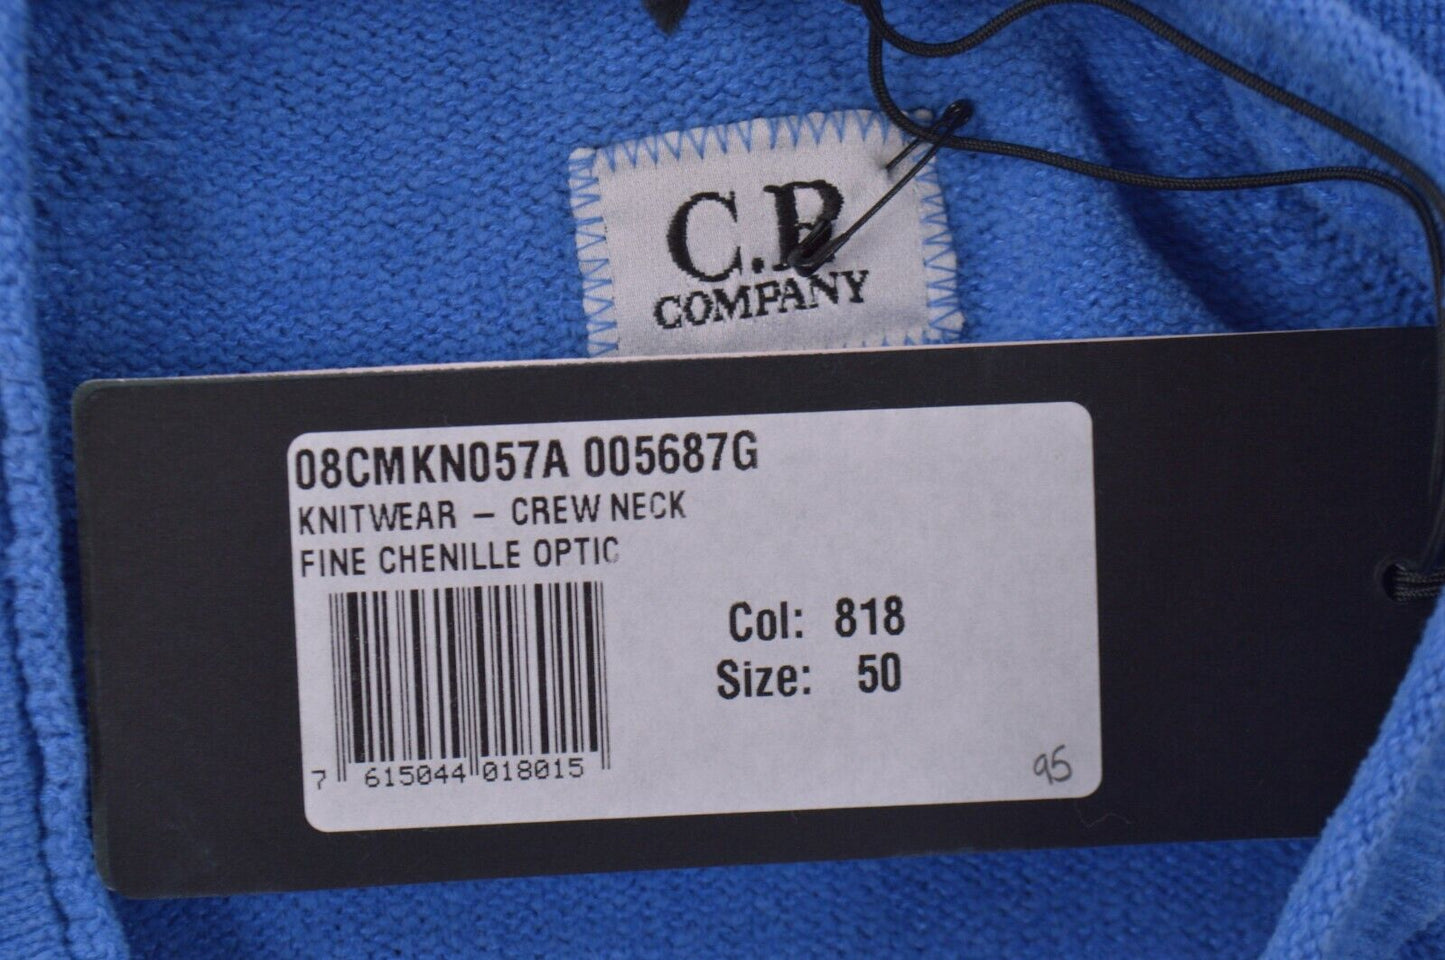 C.P.
COMPANY
08CMKN057A 005687G
KNITWEAR – CREW NECK
FINE CHENILLE OPTIC
Col: 818
Size: 50
7 615044 018015
95